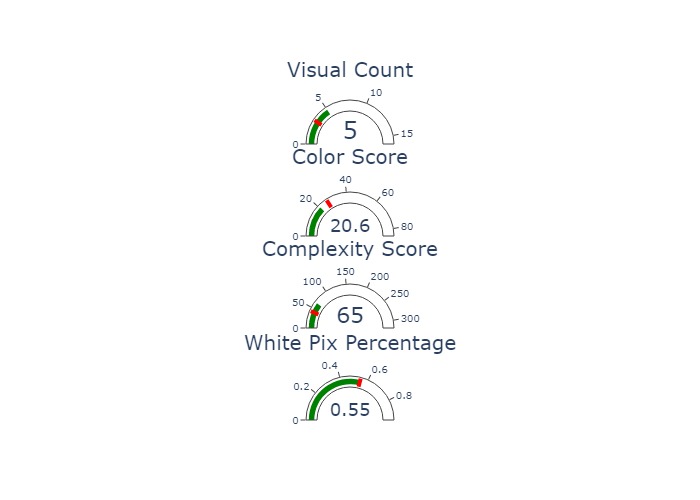 Visual Count
0 5 10 15
5
Color Score
0 20 40 60 80
20.6
Complexity Score
0 50 100 150 200 250 300
65
White Pix Percentage
0 0.2 0.4 0.6 0.8
0.55